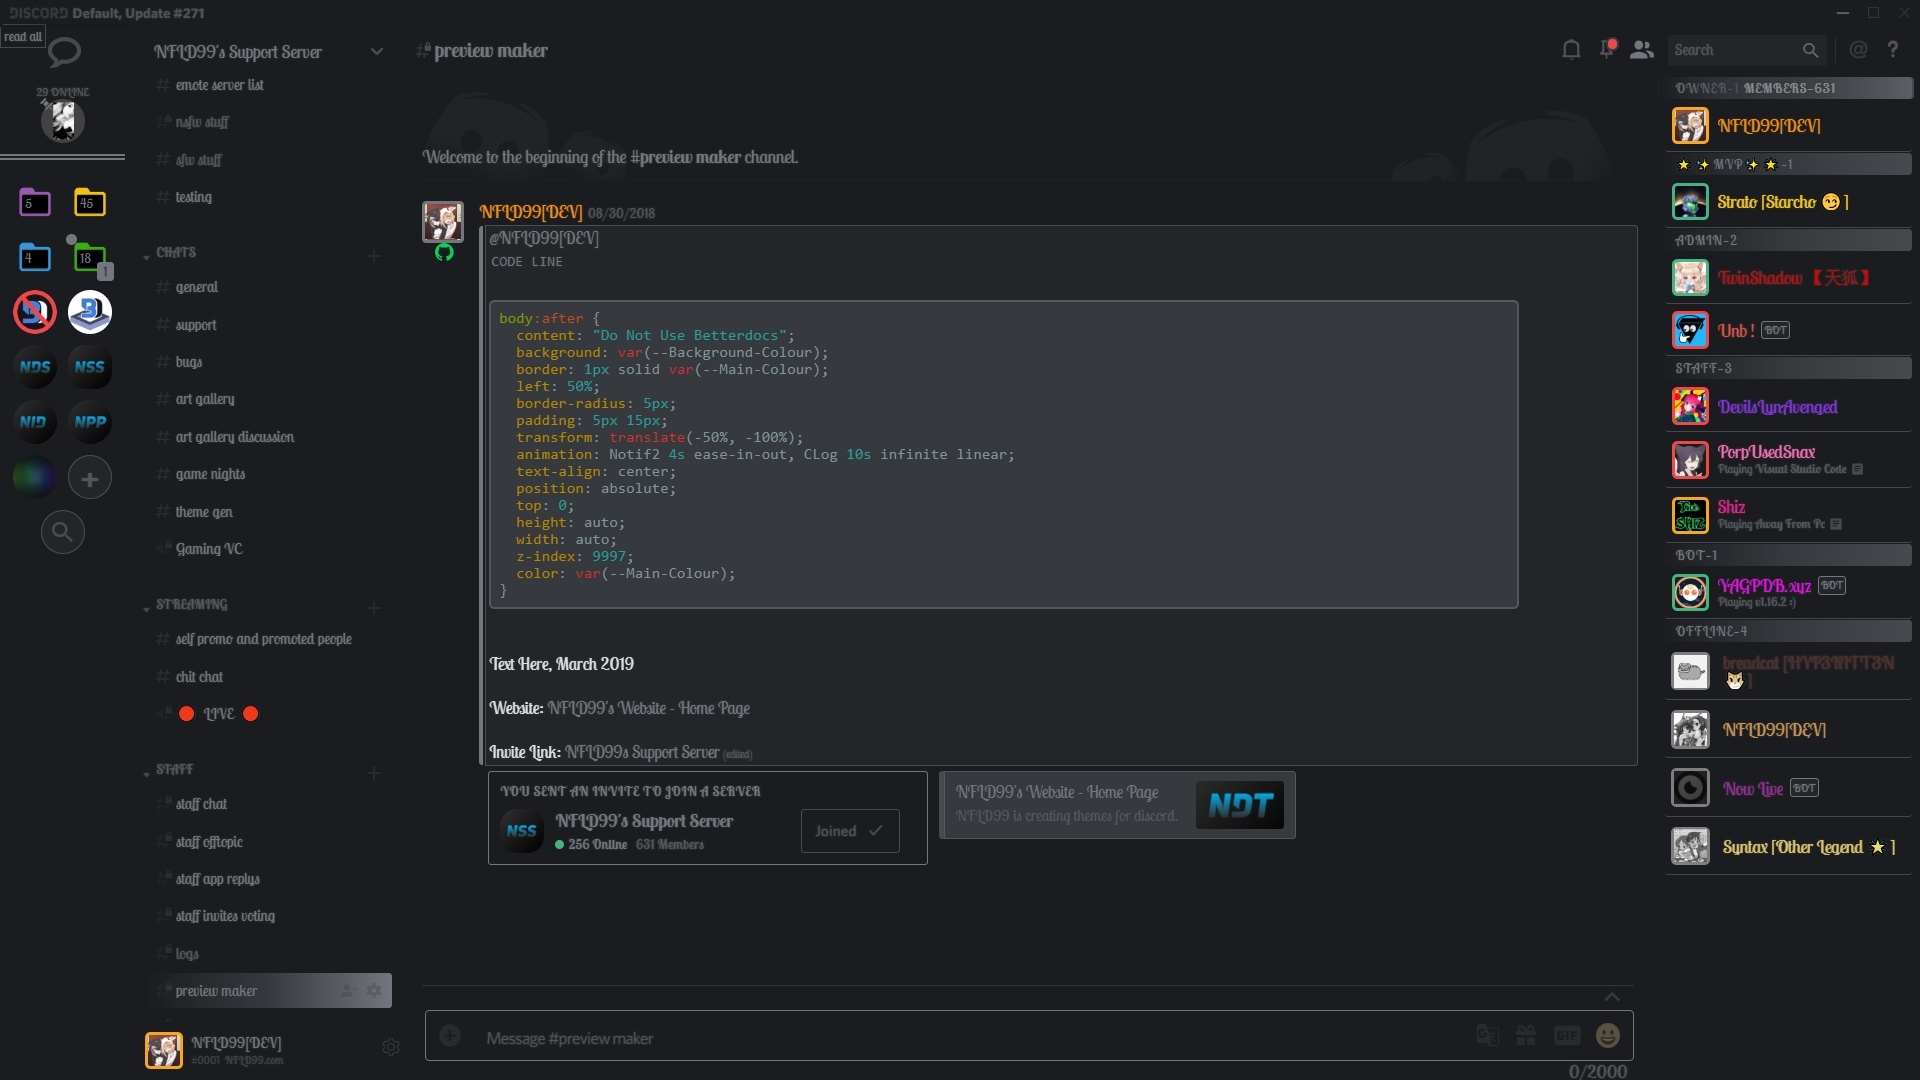 DISCORD Default, Update #271
read all
29 ONLINE
5
45
4
18
1
NDS
NSS
NID
NPP
NFLD99's Support Server
emote server list
nsfw stuff
sfw stuff
testing
CHATS
general
support
bugs
art gallery
art gallery discussion
game nights
theme gen
Gaming VC
STREAMING
self promo and promoted people
chit chat
🔴 LIVE 🔴
STAFF
staff chat
staff offtopic
staff app replys
staff invites voting
logs
preview maker
NFLD99[DEV]
#0001 NFLD99.com
# preview maker
Search
Welcome to the beginning of the #preview maker channel.
NFLD99[DEV] 08/30/2018
@NFLD99[DEV]
CODE LINE
body:after {
content: "Do Not Use Betterdocs";
background: var(--Background-Colour);
border: 1px solid var(--Main-Colour);
left: 50%;
border-radius: 5px;
padding: 5px 15px;
transform: translate(-50%, -100%);
animation: Notif2 4s ease-in-out, CLog 10s infinite linear;
text-align: center;
position: absolute;
top: 0;
height: auto;
width: auto;
z-index: 9997;
color: var(--Main-Colour);
}
Text Here, March 2019
Website: NFLD99's Website - Home Page
Invite Link: NFLD99s Support Server (edited)
YOU SENT AN INVITE TO JOIN A SERVER
NSS
NFLD99's Support Server
256 Online 631 Members
Joined
NFLD99's Website - Home Page
NFLD99 is creating themes for discord.
NDT
Message #preview maker
GIF
0/2000
OWNER-1 MEMBERS-631
NFLD99[DEV]
⭐ ✨ MVP ✨ ⭐ -1
Strato [Starcho 😏 ]
ADMIN-2
TwinShadow 【天狐】
Unb ! BOT
STAFF-3
DevilsLynAvenged
PorpUsedSnax
Playing Visual Studio Code
The SHIZ
Shiz
Playing Away From Pc
BOT-1
YAGPDB.xyz BOT
Playing v1.16.2 :)
OFFLINE-4
breadcat [HYP3KITT3N
🐱 ]
NFLD99[DEV]
Now Live BOT
Syntax [Other Legend ⭐ ]